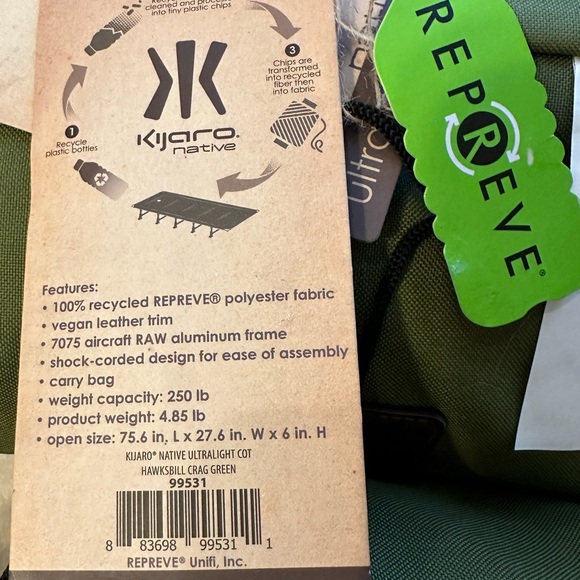 cleaned and proce
into tiny plastic chips
3
Chips are
transformed
into recycled
fiber then
into fabric
1
Recycle
plastic bottles
Kijaro®
native
Features:
• 100% recycled REPREVE® polyester fabric
• vegan leather trim
• 7075 aircraft RAW aluminum frame
• shock-corded design for ease of assembly
• carry bag
• weight capacity: 250 lb
• product weight: 4.85 lb
• open size: 75.6 in. L x 27.6 in. W x 6 in. H
KIJARO® NATIVE ULTRALIGHT COT
HAWKSBILL CRAG GREEN
99531
8 83698 99531 1
REPREVE® Unifi, Inc.
Ultra
REPREVE®